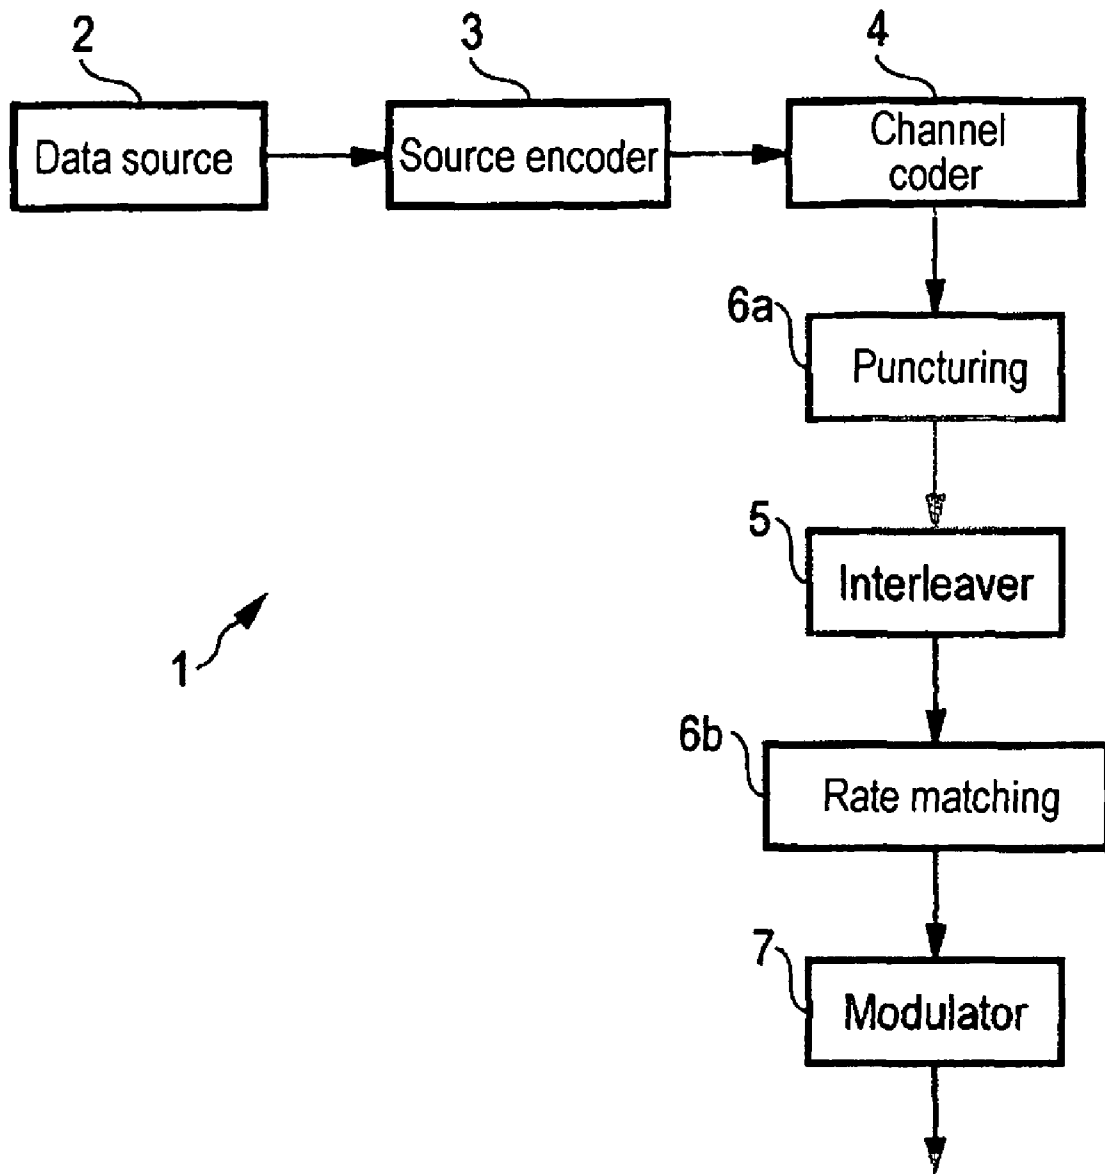 2
3
4
Data source
Source encoder
Channel
coder
6a
Puncturing
5
Interleaver
1
6b
Rate matching
7
Modulator